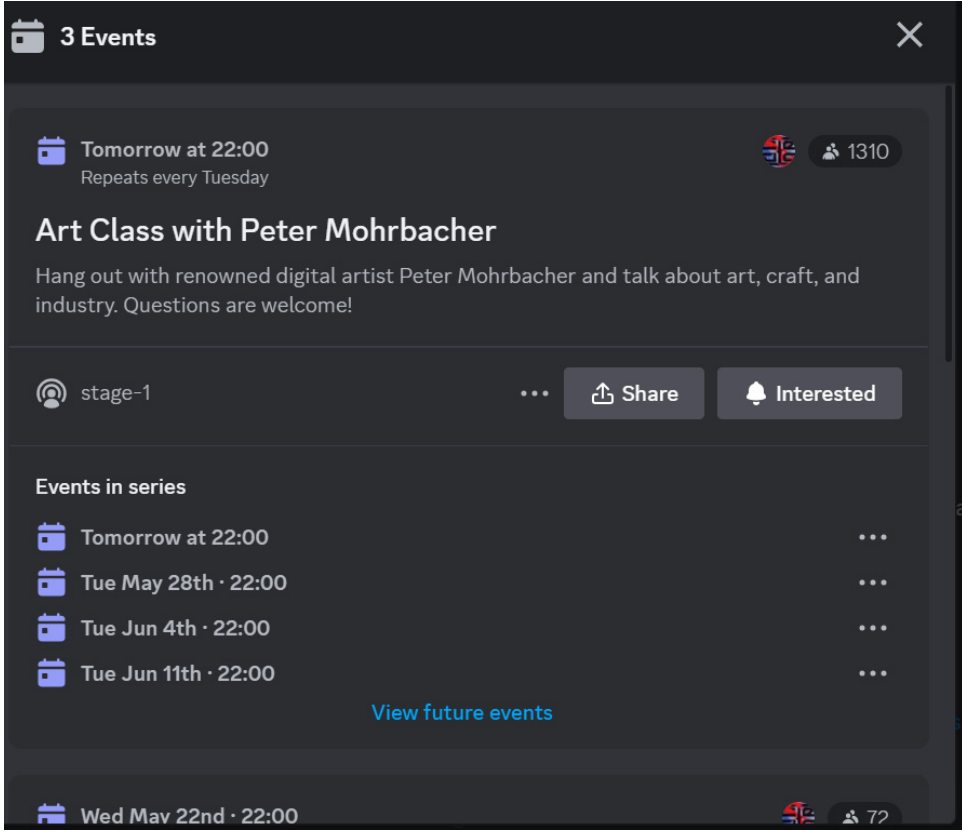 3 Events
Tomorrow at 22:00
1310
Repeats every Tuesday
Art Class with Peter Mohrbacher
Hang out with renowned digital artist Peter Mohrbacher and talk about art, craft, and
industry. Questions are welcome!
stage-1
Share
Interested
Events in series
Tomorrow at 22:00
Tue May 28th · 22:00
Tue Jun 4th · 22:00
Tue Jun 11th · 22:00
View future events
Wed May 22nd · 22:00
72